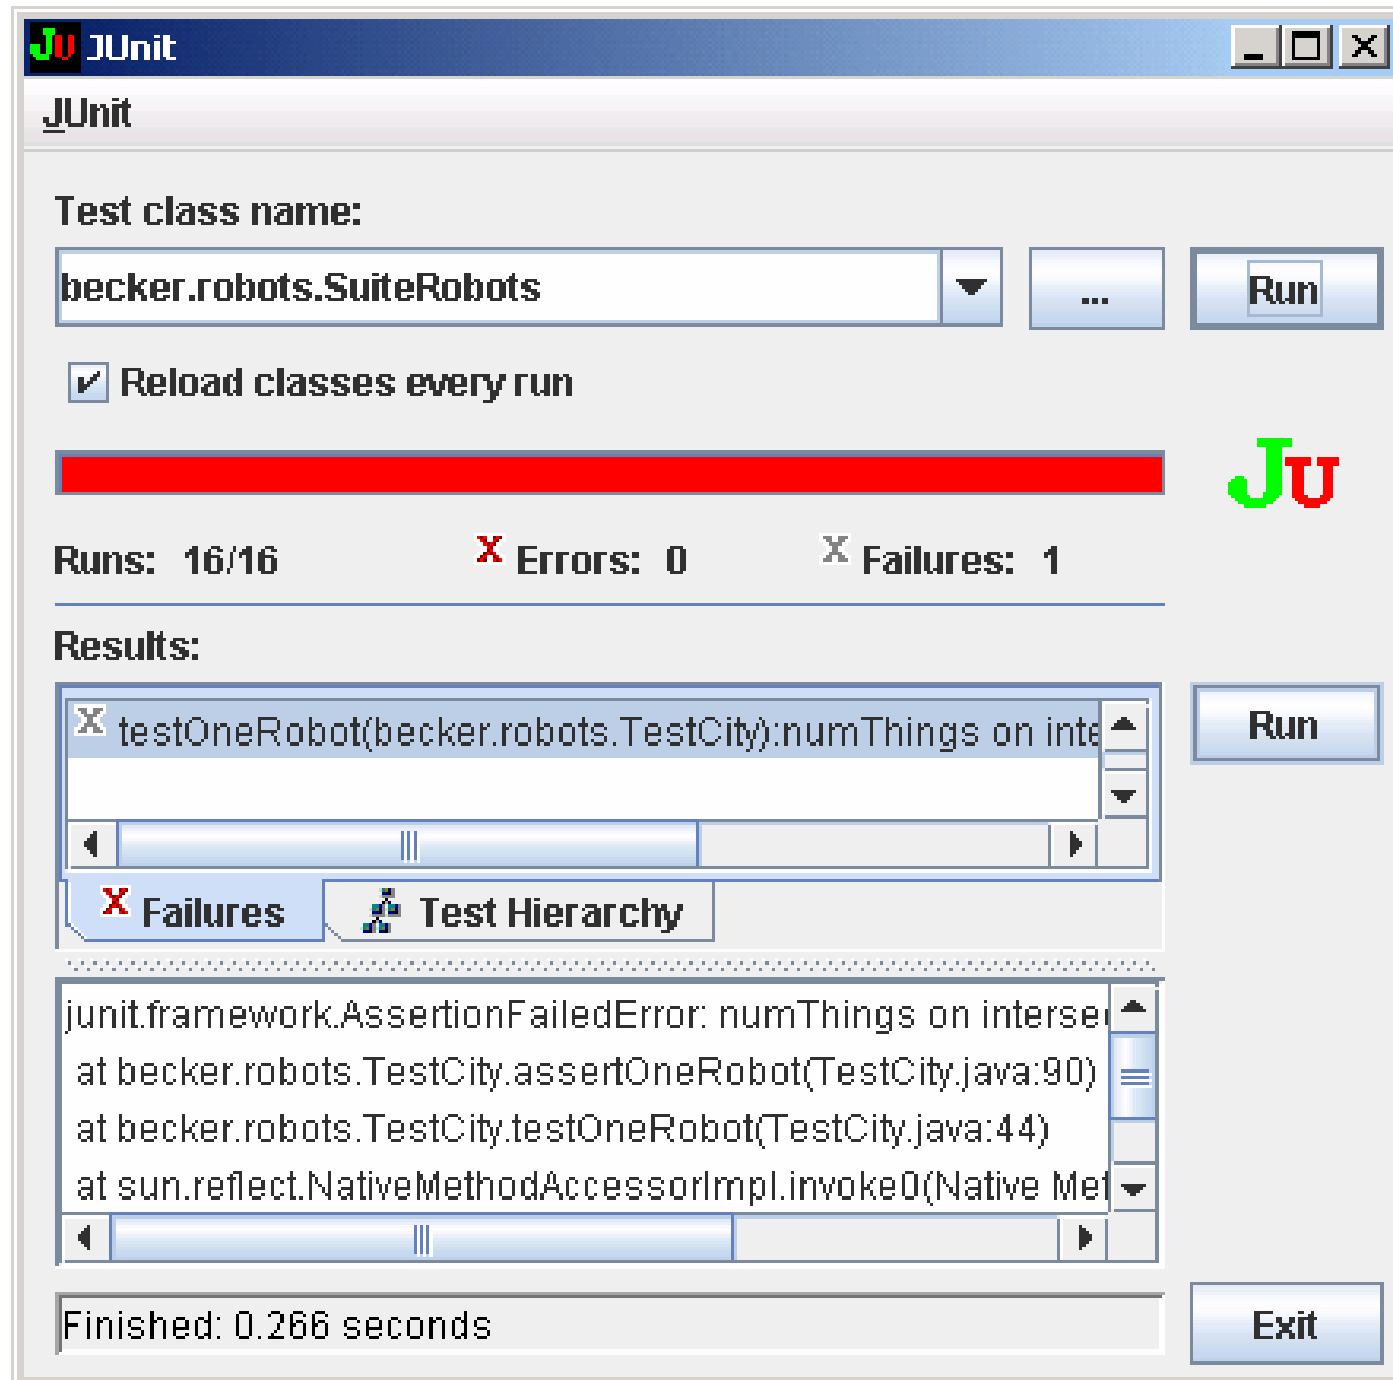 JU JUnit
JUnit
Test class name:
becker.robots.SuiteRobots
...
Run
Reload classes every run
JU
Runs: 16/16 X Errors: 0 X Failures: 1
Results:
X testOneRobot(becker.robots.TestCity):numThings on inte
Run
X Failures Test Hierarchy
junit.framework.AssertionFailedError: numThings on interse
at becker.robots.TestCity.assertOneRobot(TestCity.java:90)
at becker.robots.TestCity.testOneRobot(TestCity.java:44)
at sun.reflect.NativeMethodAccessorImpl.invoke0(Native Met
Finished: 0.266 seconds
Exit